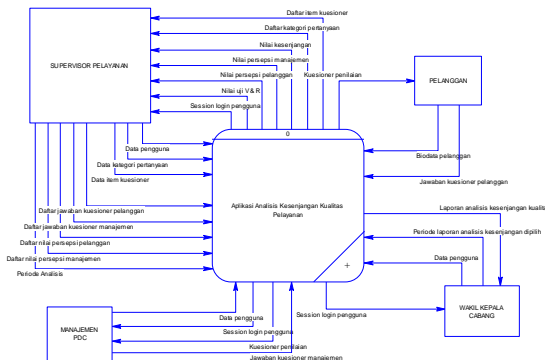 Daftar item kuesioner
Daftar kategori pertanyaan
Nilai kesenjangan
Nilai persepsi manajemen
Nilai persepsi pelanggan
Kuesioner penilaian
Nilai uji V & R
Session login pengguna
SUPERVISOR PELAYANAN
PELANGGAN
0
Data pengguna
Data kategori pertanyaan
Data item kuesioner
Biodata pelanggan
Jawaban kuesioner pelanggan
Aplikasi Analisis Kesenjangan Kualitas
Pelayanan
Daftar jawaban kuesioner pelanggan
Daftar jawaban kuesioner manajemen
Daftar nilai persepsi pelanggan
Daftar nilai persepsi manajemen
Periode Analisis
Laporan analisis kesenjangan kualit
Periode laporan analisis kesenjangan dipilih
Data pengguna
+
WAKIL KEPALA
CABANG
Session login pengguna
MANAJEMEN
PDC
Data pengguna
Session login pengguna
Kuesioner penilaian
Jawaban kuesioner manajemen